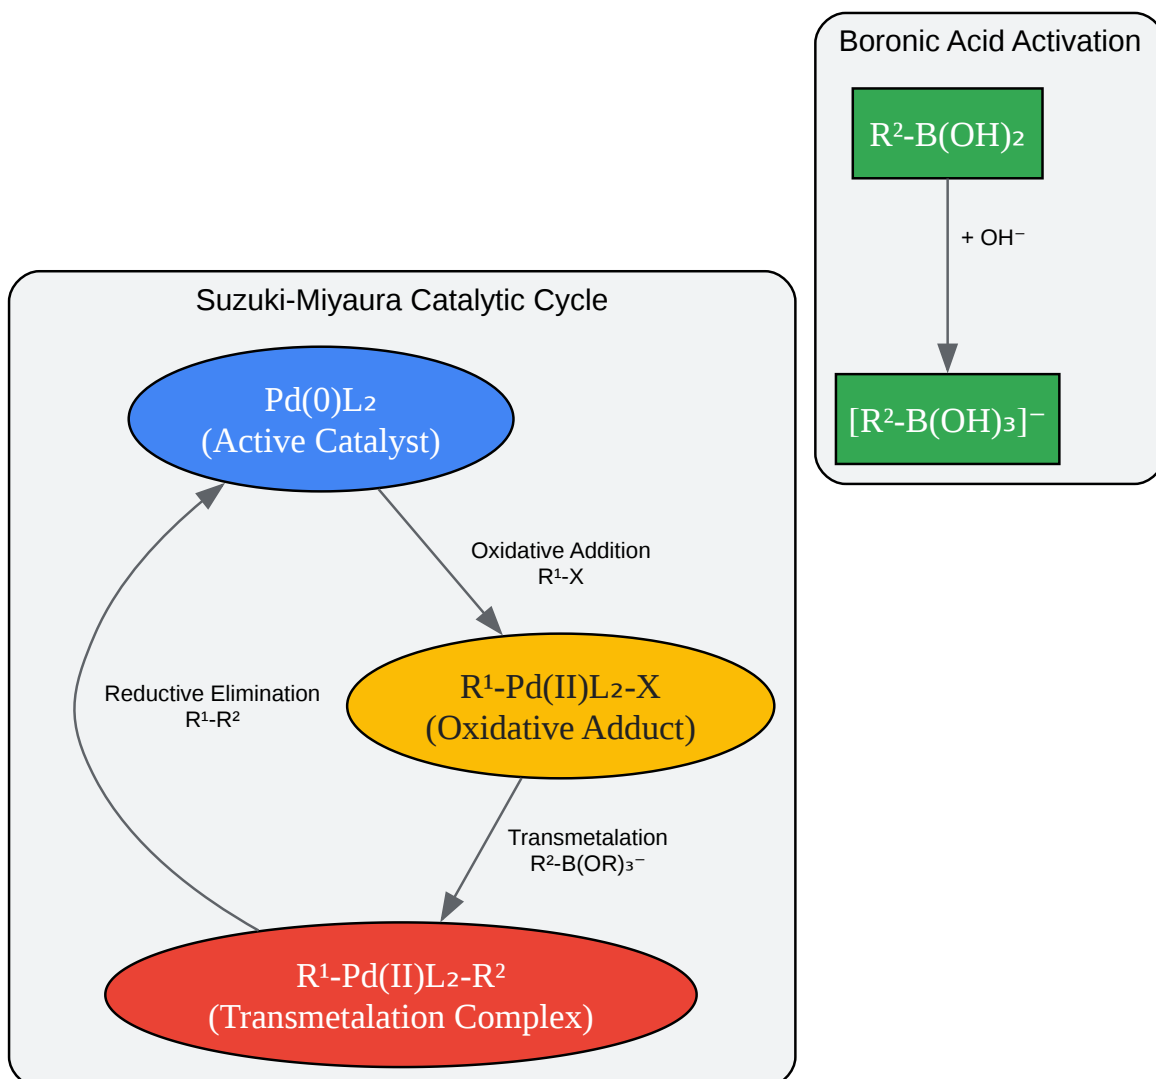 Boronic Acid Activation
R²-B(OH)₂
+ OH⁻
[R²-B(OH)₃]⁻
Suzuki-Miyaura Catalytic Cycle
Pd(0)L₂
(Active Catalyst)
Oxidative Addition
R¹-X
R¹-Pd(II)L₂-X
(Oxidative Adduct)
Reductive Elimination
R¹-R²
Transmetalation
R²-B(OR)₃⁻
R¹-Pd(II)L₂-R²
(Transmetalation Complex)